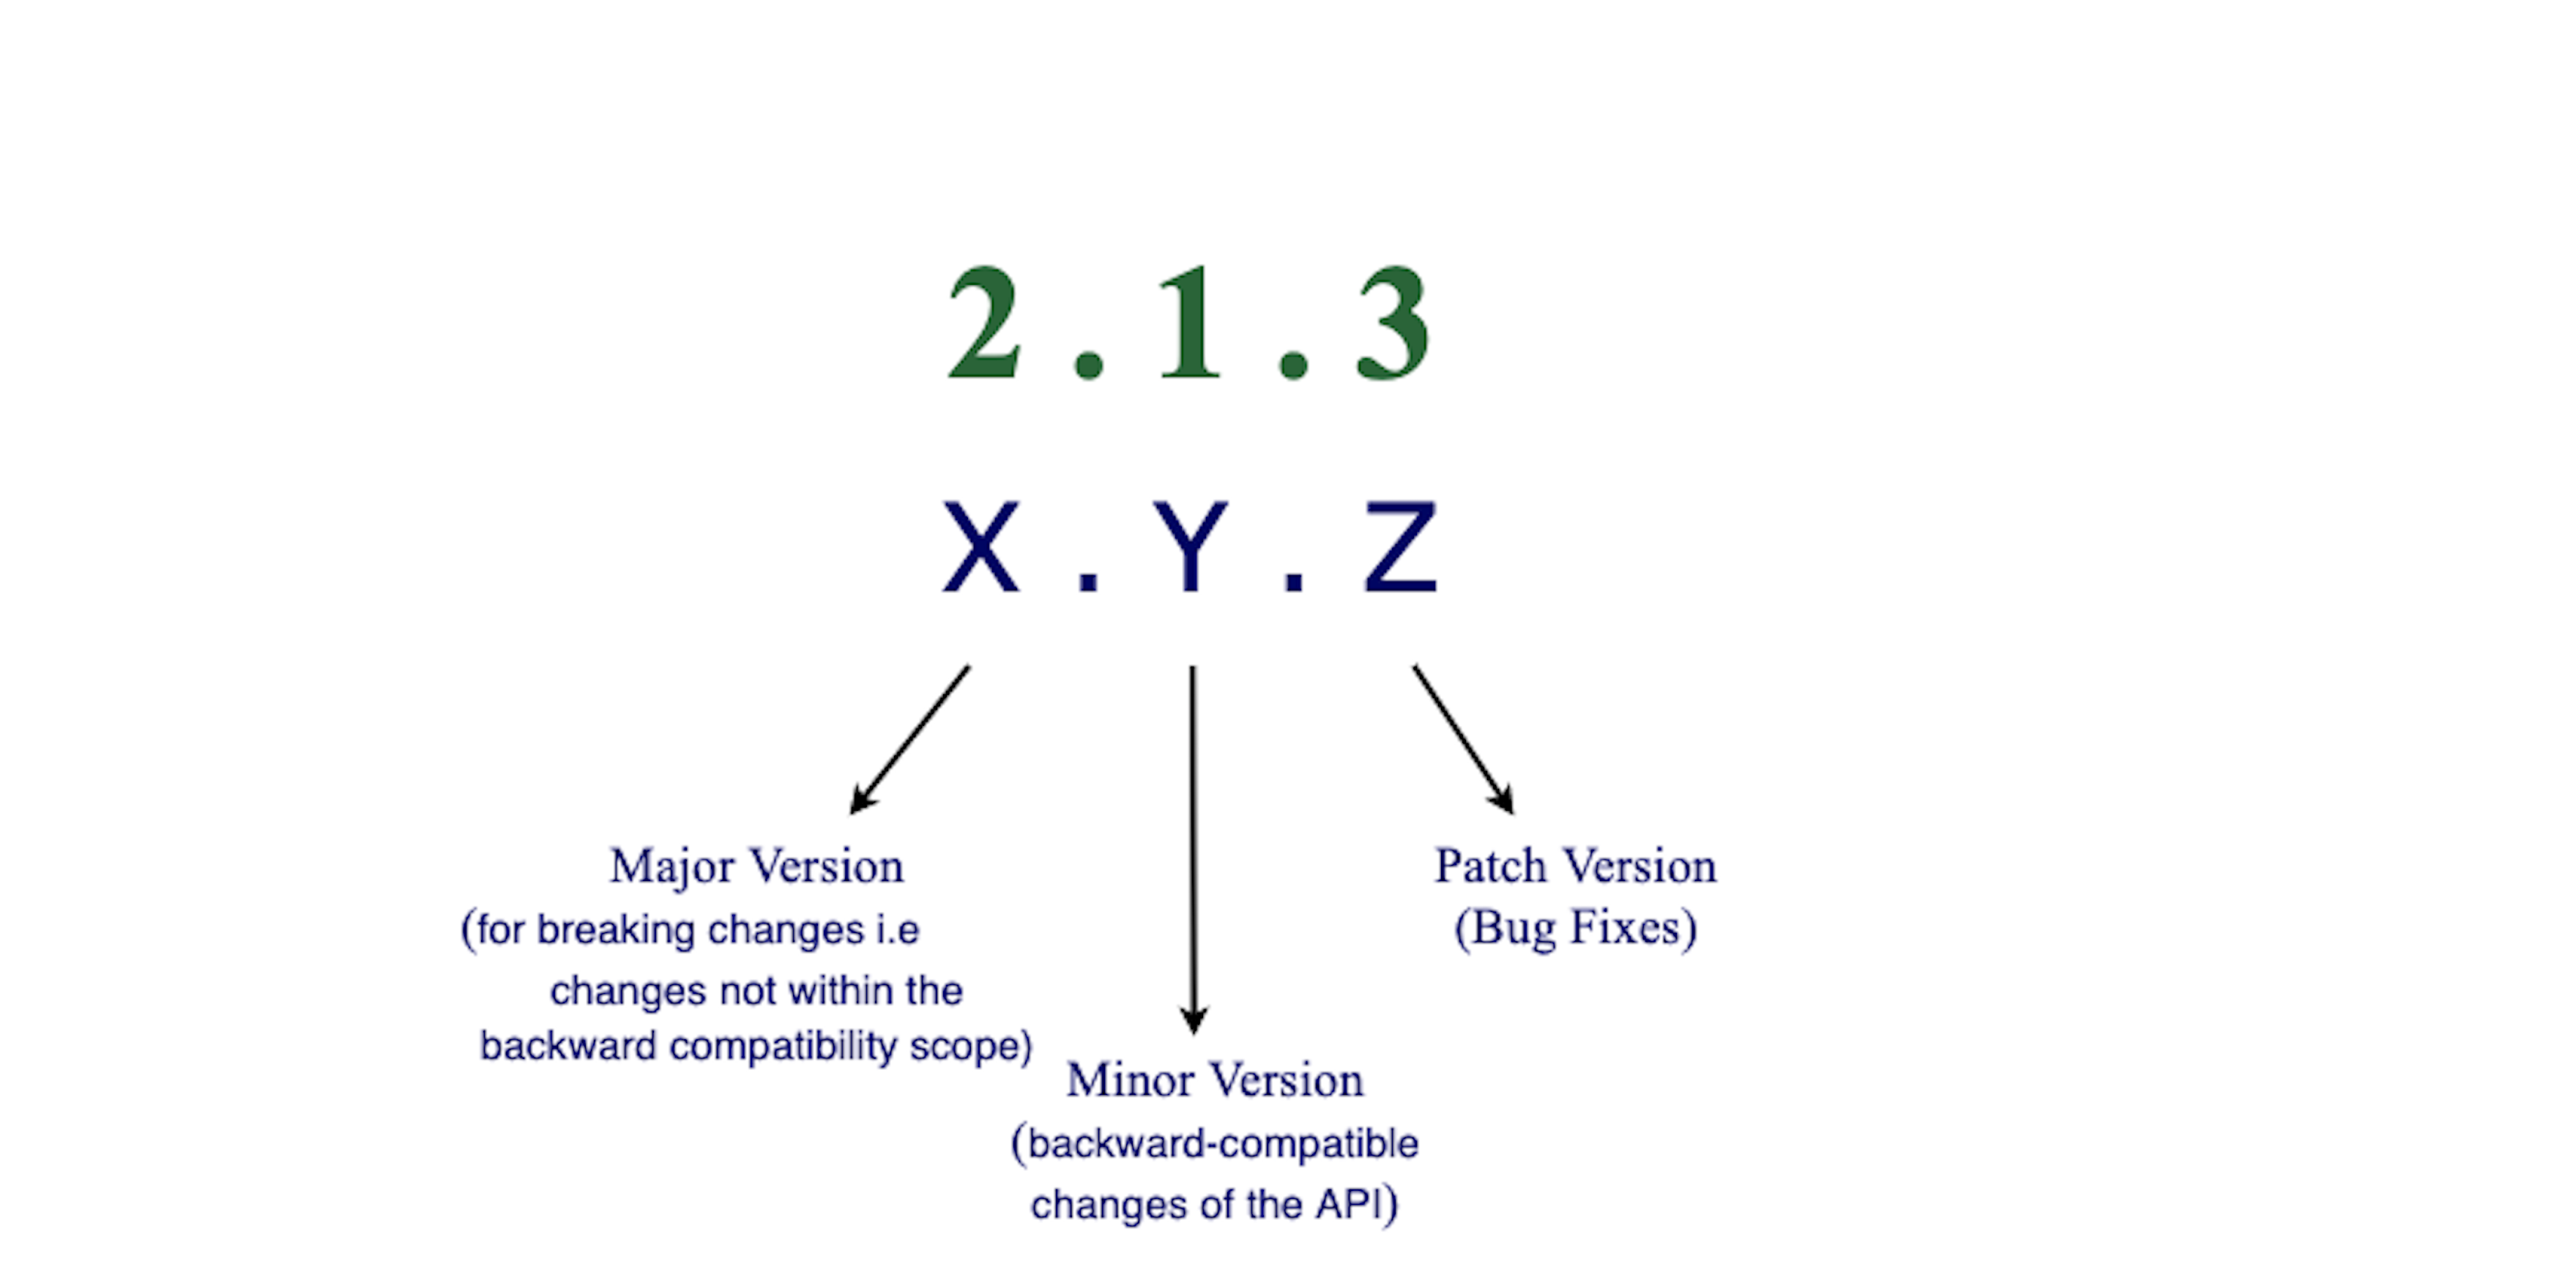 2 . 1 . 3
X . Y . Z
Major Version
(for breaking changes i.e
changes not within the
backward compatibility scope)
Minor Version
(backward-compatible
changes of the API)
Patch Version
(Bug Fixes)